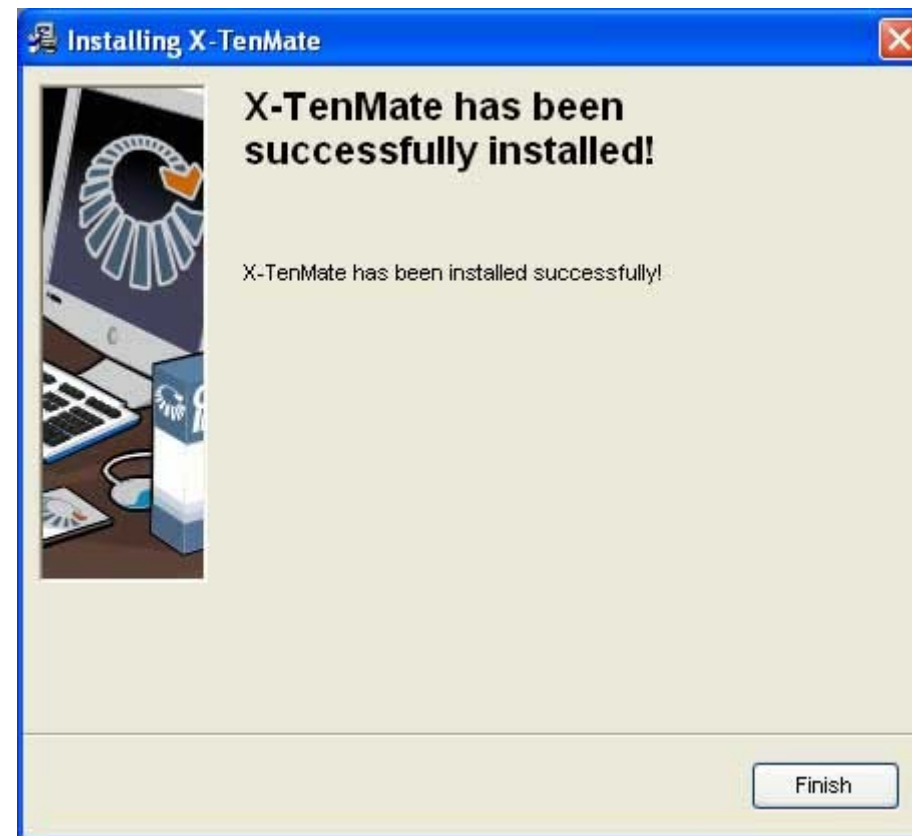 Installing X-TenMate
X-TenMate has been
successfully installed!
X-TenMate has been installed successfully!
Finish